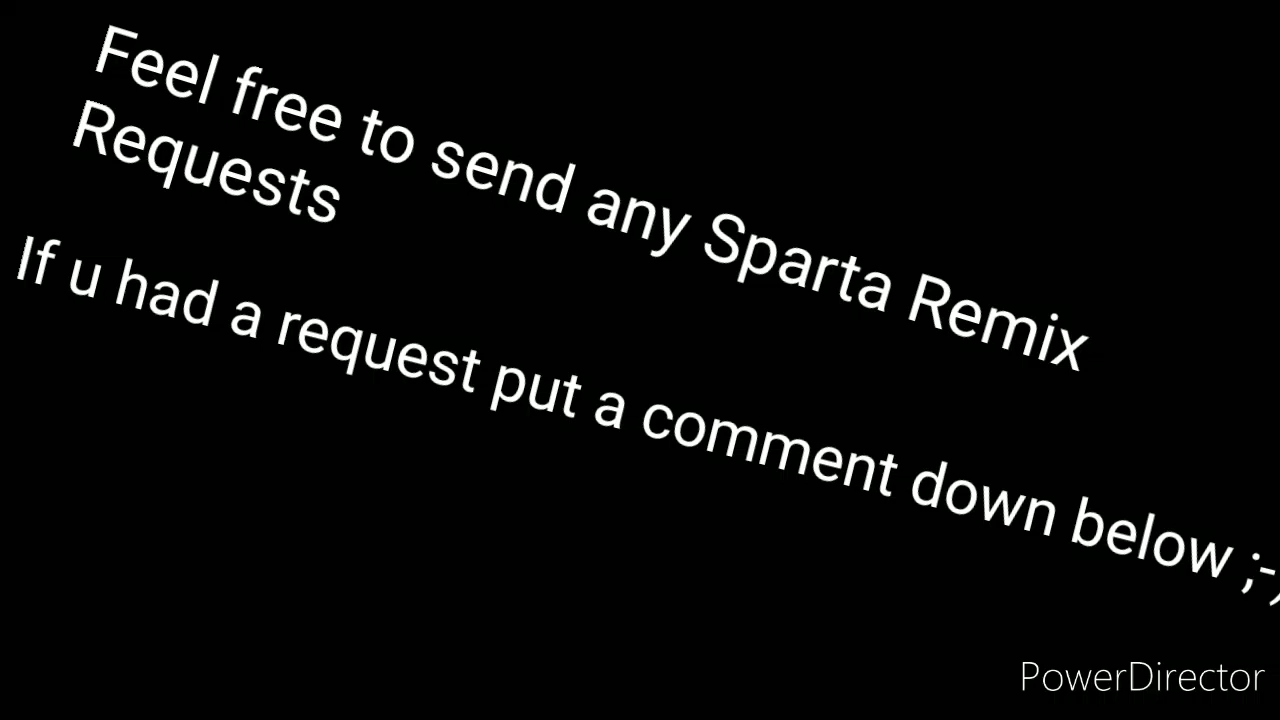 Feel free to send any Sparta Remix
Requests
If u had a request put a comment down below ;-)
PowerDirector